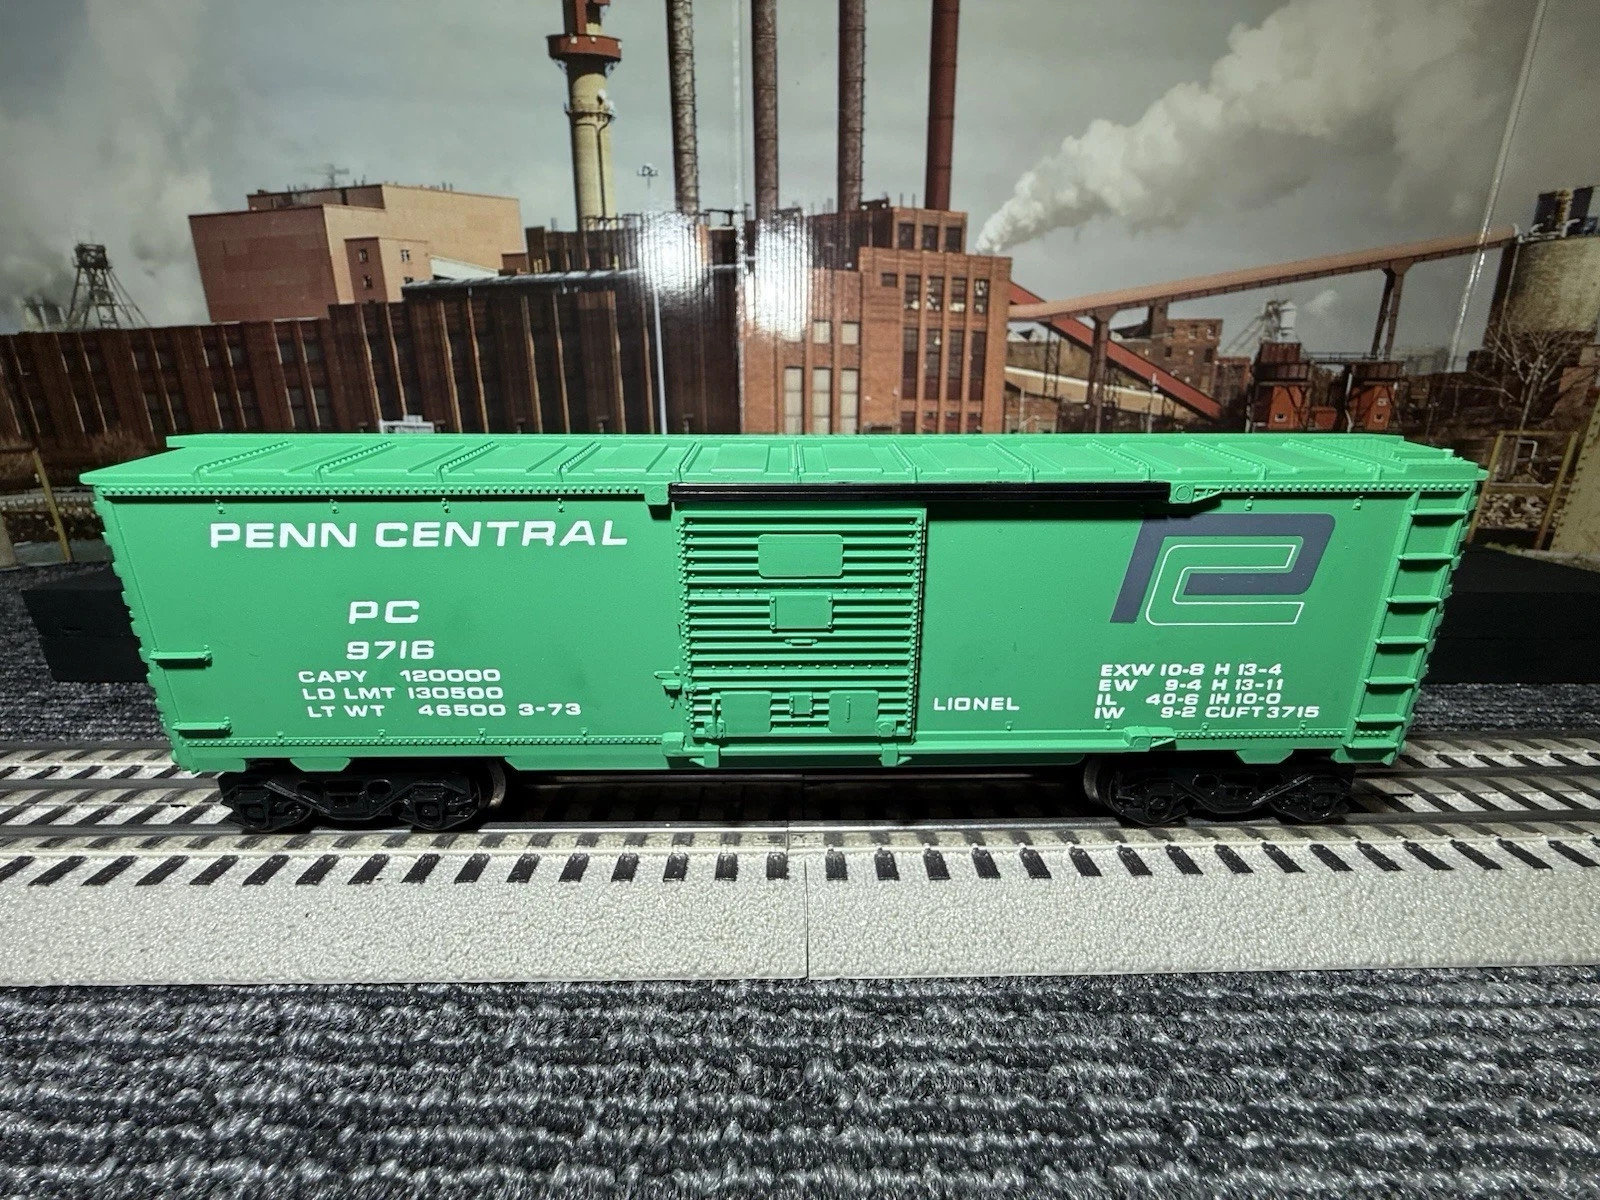 PENN CENTRAL
PC
9716
CAPY 120000
LD LMT 130500
LT WT 46500 3-73
LIONEL
EXW 10-8 H 13-4
EW 9-4 H 13-11
IL 40-6 IH 10-0
IW 9-2 CUFT 3715